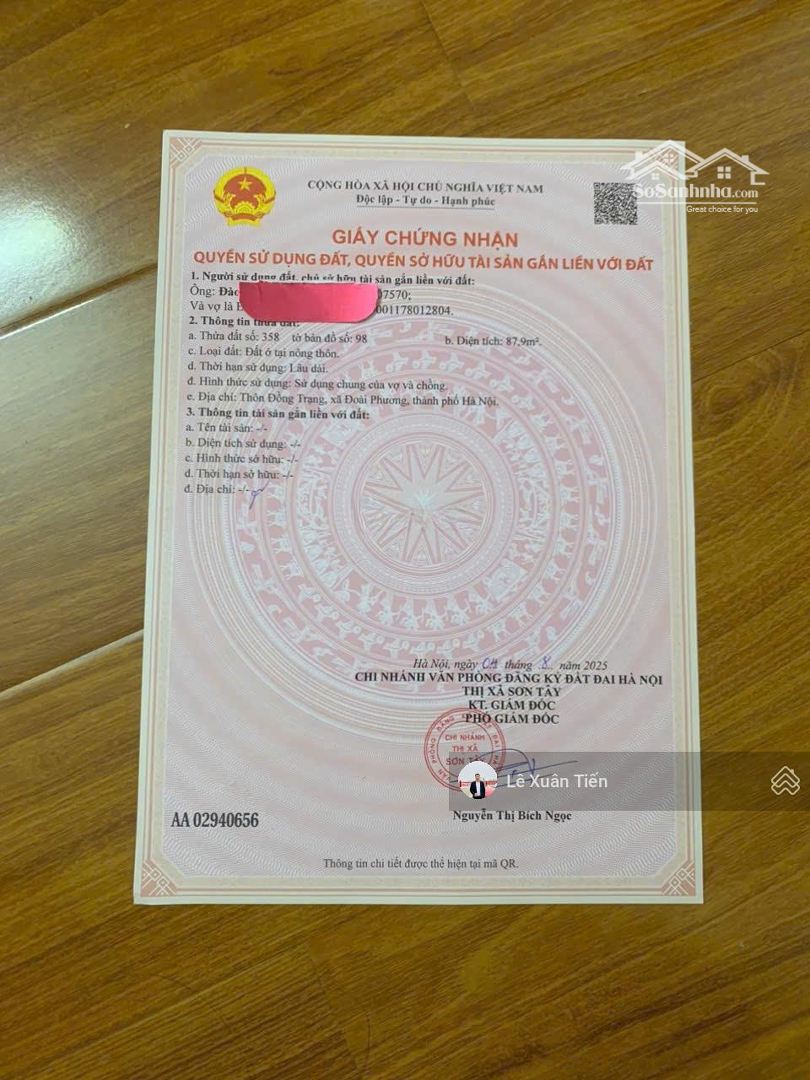 SoSanhnha.com
Great choice for you
CỘNG HÒA XÃ HỘI CHỦ NGHĨA VIỆT NAM
Độc lập - Tự do - Hạnh phúc
GIẤY CHỨNG NHẬN
QUYỀN SỬ DỤNG ĐẤT, QUYỀN SỞ HỮU TÀI SẢN GẮN LIỀN VỚI ĐẤT
1. Người sử dụng đất, chủ sở hữu tài sản gắn liền với đất:
Ông: Đào 07570;
Và vợ là 001178012804.
2. Thông tin thửa đất:
a. Thửa đất số: 358 tờ bản đồ số: 98 b. Diện tích: 87,9m².
c. Loại đất: Đất ở tại nông thôn.
d. Thời hạn sử dụng: Lâu dài.
đ. Hình thức sử dụng: Sử dụng chung của vợ và chồng.
e. Địa chỉ: Thôn Đồng Trạng, xã Đoài Phương, thành phố Hà Nội.
3. Thông tin tài sản gắn liền với đất:
a. Tên tài sản: -/-
b. Diện tích sử dụng: -/-
c. Hình thức sở hữu: -/-
d. Thời hạn sở hữu: -/-
đ. Địa chỉ: -/-
Hà Nội, ngày 04 tháng 8 năm 2025
CHI NHÁNH VĂN PHÒNG ĐĂNG KÝ ĐẤT ĐAI HÀ NỘI
THỊ XÃ SƠN TÂY
KT. GIÁM ĐỐC
PHÓ GIÁM ĐỐC
CHI NHÁNH
THỊ XÃ
SƠN TÂY
Lê Xuân Tiến
Nguyễn Thị Bích Ngọc
AA 02940656
Thông tin chi tiết được thể hiện tại mã QR.